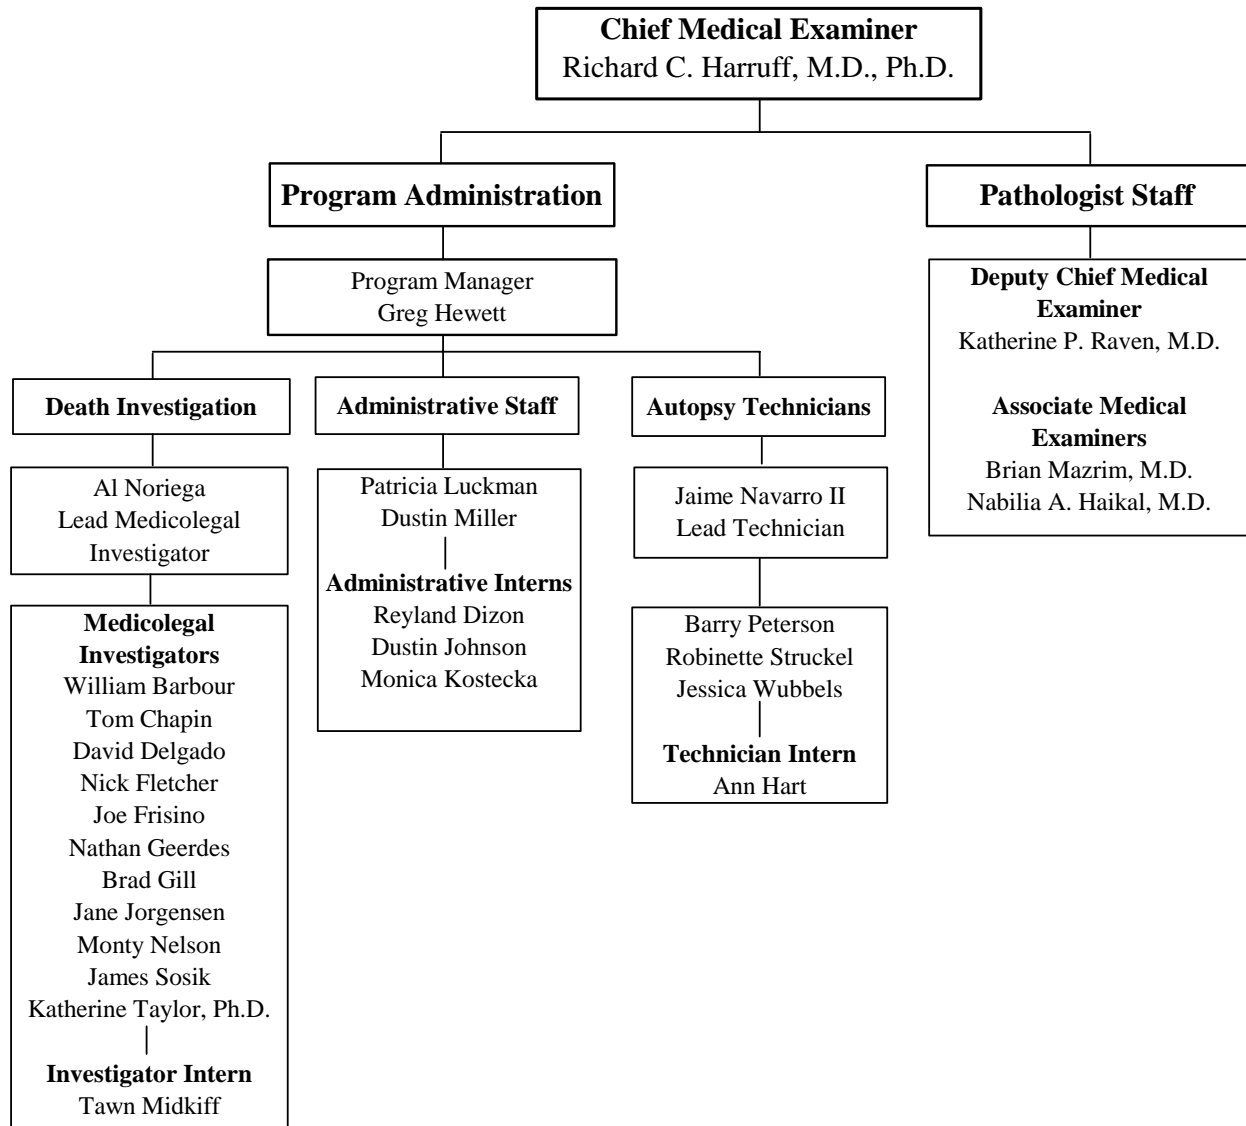 Chief Medical Examiner
Richard C. Harruff, M.D., Ph.D.
Program Administration
Pathologist Staff
Program Manager
Greg Hewett
Deputy Chief Medical
Examiner
Katherine P. Raven, M.D.
Associate Medical
Examiners
Brian Mazrim, M.D.
Nabilia A. Haikal, M.D.
Death Investigation
Administrative Staff
Autopsy Technicians
Al Noriega
Lead Medicolegal
Investigator
Medicolegal
Investigators
William Barbour
Tom Chapin
David Delgado
Nick Fletcher
Joe Frisino
Nathan Geerdes
Brad Gill
Jane Jorgensen
Monty Nelson
James Sosik
Katherine Taylor, Ph.D.
Investigator Intern
Tawn Midkiff
Patricia Luckman
Dustin Miller
Administrative Interns
Reyland Dizon
Dustin Johnson
Monica Kostecka
Jaime Navarro II
Lead Technician
Barry Peterson
Robinette Struckel
Jessica Wubbels
Technician Intern
Ann Hart